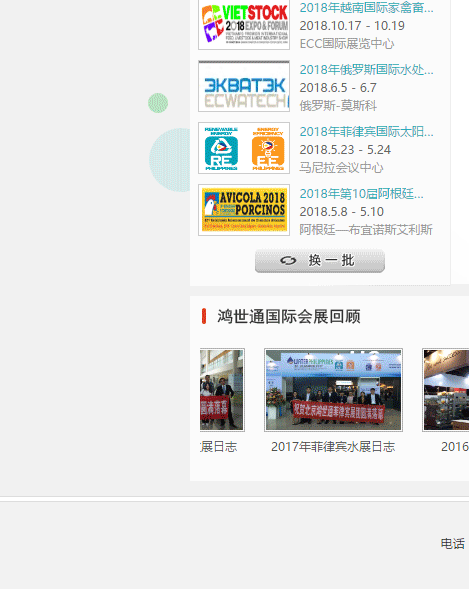 VIETSTOCK
2018 EXPO & FORUM
2018年越南国际家禽畜...
2018.10.17 - 10.19
ECC国际展览中心
ЭКВАТЭК
ECWATECH
2018年俄罗斯国际水处...
2018.6.5 - 6.7
俄罗斯-莫斯科
RENEWABLE ENERGY
RE
PHILIPPINES
ENERGY EFFICIENCY
EE
PHILIPPINES
2018年菲律宾国际太阳...
2018.5.23 - 5.24
马尼拉会议中心
AVICOLA 2018
PORCINOS
2018年第10届阿根廷...
2018.5.8 - 5.10
阿根廷—布宜诺斯艾利斯
换一批
鸿世通国际会展回顾
WATER PHILIPPINES
展日志
2017年菲律宾水展日志
2016
电话